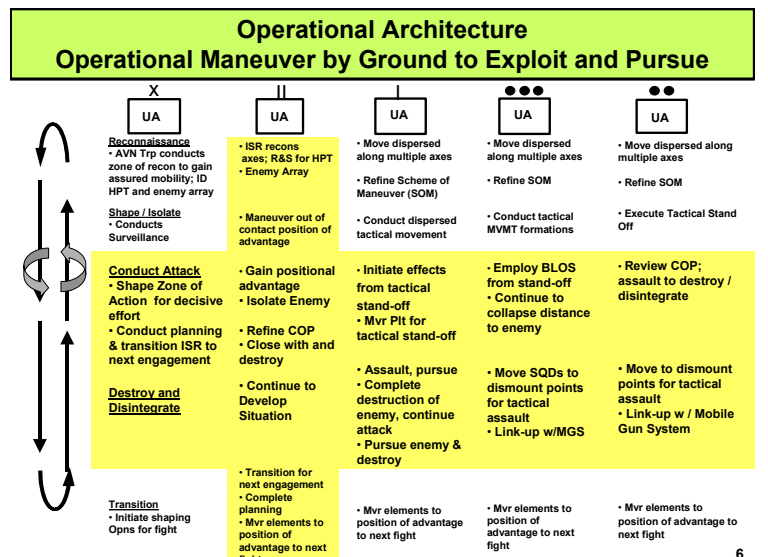 Operational Architecture
Operational Maneuver by Ground to Exploit and Pursue
X
UA
Reconnaissance
• AVN Trp conducts
zone of recon to gain
assured mobility; ID
HPT and enemy array
Shape / Isolate
• Conducts
Surveillance
Conduct Attack
• Shape Zone of
Action for decisive
effort
• Conduct planning
& transition ISR to
next engagement
Destroy and
Disintegrate
Transition
• Initiate shaping
Opns for fight
II
UA
• ISR recons
axes; R&S for HPT
• Enemy Array
• Maneuver out of
contact position of
advantage
• Gain positional
advantage
• Isolate Enemy
• Refine COP
• Close with and
destroy
• Continue to
Develop
Situation
• Transition for
next engagement
• Complete
planning
• Mvr elements to
position of
advantage to next
I
UA
• Move dispersed
along multiple axes
• Refine Scheme of
Maneuver (SOM)
• Conduct dispersed
tactical movement
• Initiate effects
from tactical
stand-off
• Mvr Plt for
tactical stand-off
• Assault, pursue
• Complete
destruction of
enemy, continue
attack
• Pursue enemy &
destroy
• Mvr elements to
position of advantage
to next fight
●●●
UA
• Move dispersed
along multiple axes
• Refine SOM
• Conduct tactical
MVMT formations
• Employ BLOS
from stand-off
• Continue to
collapse distance
to enemy
• Move SQDs to
dismount points
for tactical
assault
• Link-up w/MGS
• Mvr elements to
position of
advantage to next
fight
●●
UA
• Move dispersed along
multiple axes
• Refine SOM
• Execute Tactical Stand
Off
• Review COP;
assault to destroy /
disintegrate
• Move to dismount
points for tactical
assault
• Link-up w / Mobile
Gun System
• Mvr elements to
position of advantage to
next fight
6